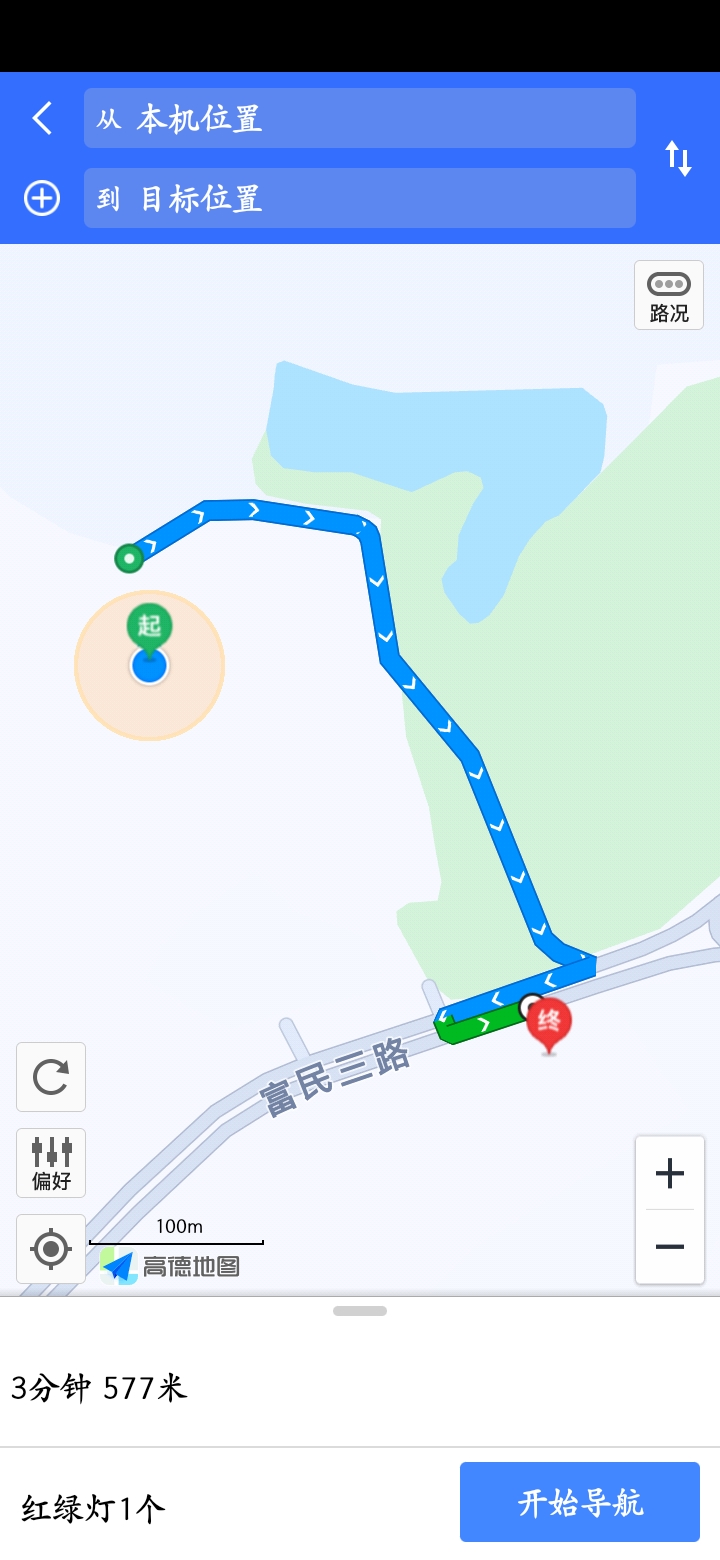 从 本机位置
到 目标位置
路况
起
终
富民三路
偏好
100m
高德地图
3分钟 577米
红绿灯1个
开始导航